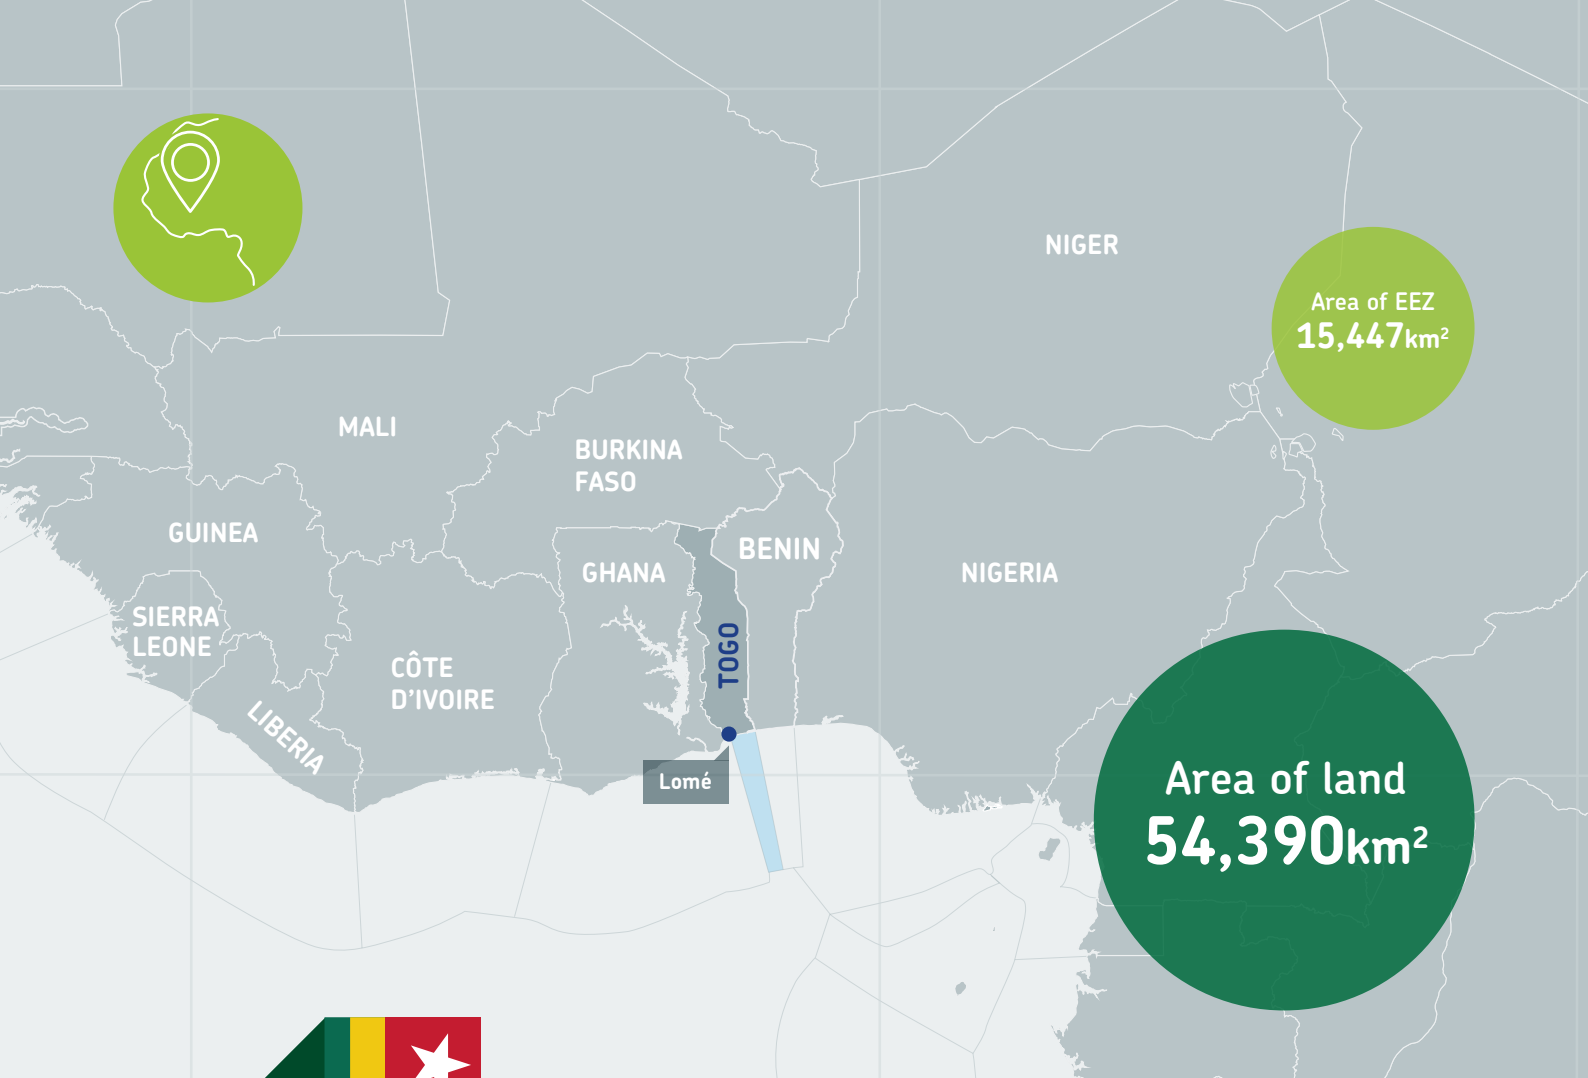 NIGER
Area of EEZ
15,447km²
MALI
BURKINA
FASO
GUINEA
BENIN
GHANA
NIGERIA
SIERRA
LEONE
TOGO
CÔTE
D'IVOIRE
LIBERIA
Lomé
Area of land
54,390km²